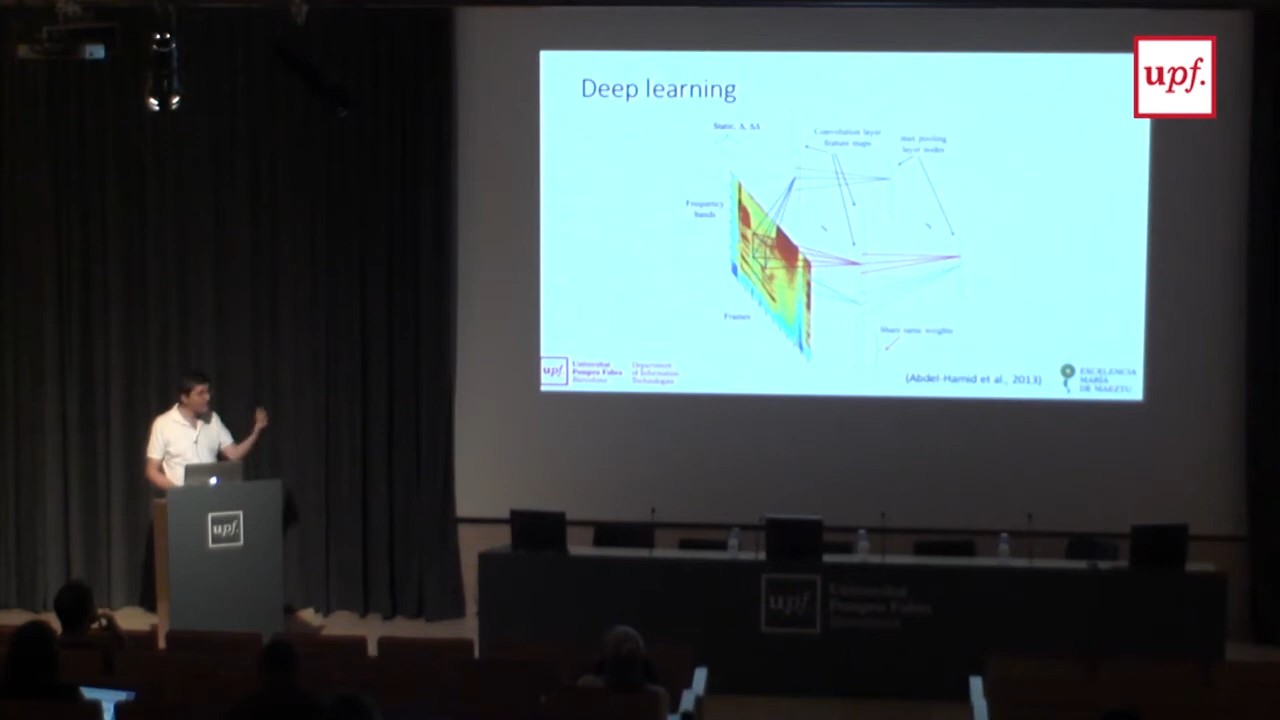 upf.
Deep learning
Static, Δ, ΔΔ
Convolution layer
feature maps
max pooling
layer nodes
Frequency
bands
Frames
Share same weights
(Abdel-Hamid et al., 2013)
upf.
Universitat
Pompeu Fabra
Barcelona
Department
of Information
Technologies
EXCELENCIA
MARÍA
DE MAEZTU
upf.
upf.
Universitat
Pompeu Fabra